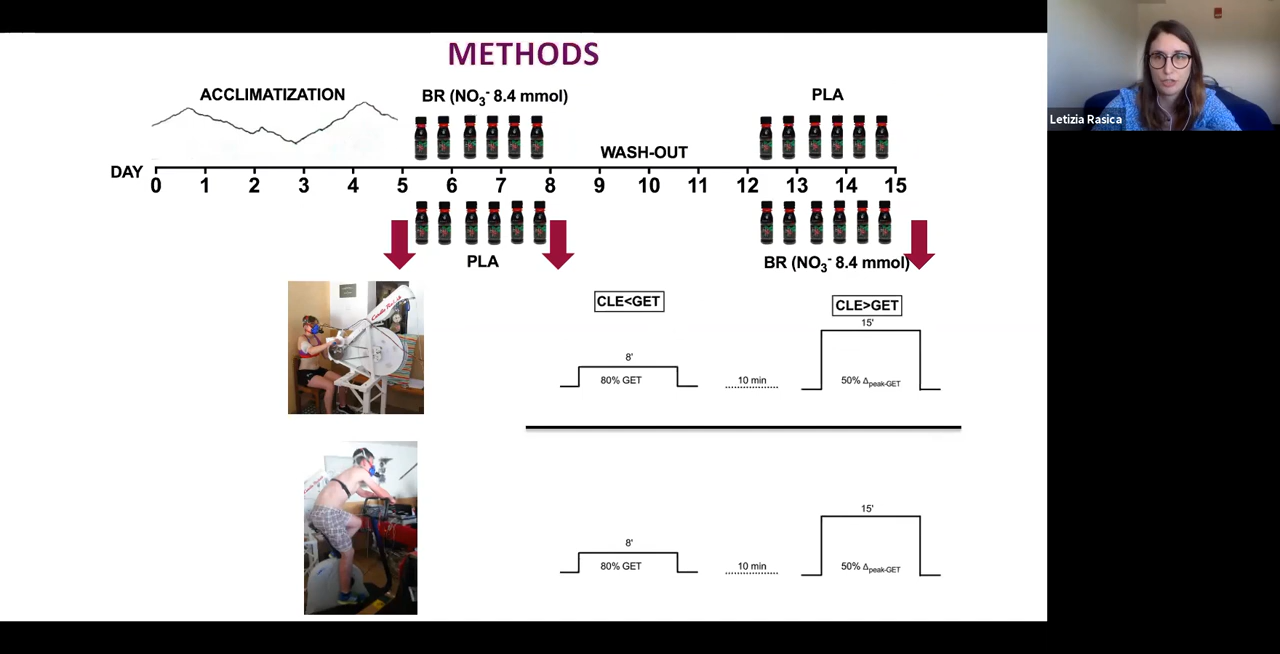 METHODS
ACCLIMATIZATION
BR (NO₃⁻ 8.4 mmol)
PLA
WASH-OUT
DAY
0 1 2 3 4 5 6 7 8 9 10 11 12 13 14 15
PLA
BR (NO₃⁻ 8.4 mmol)
CLE<GET
CLE>GET
15'
8'
80% GET
10 min
50% Δpeak-GET
15'
8'
80% GET
10 min
50% Δpeak-GET
Letizia Rasica